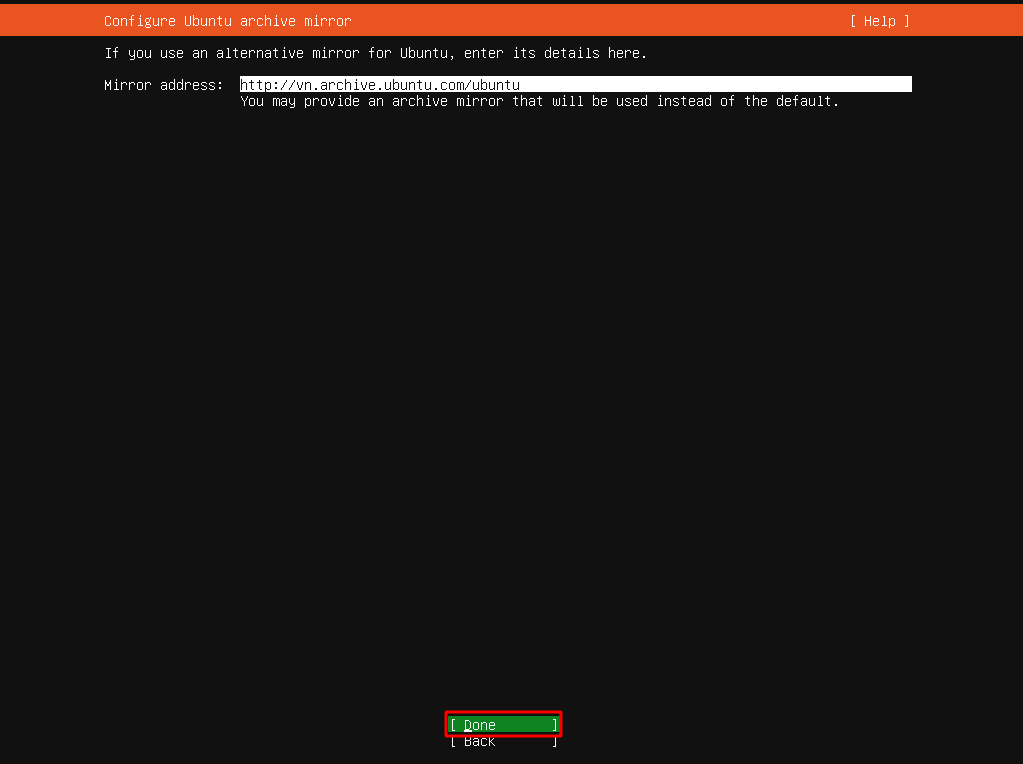 Configure Ubuntu archive mirror [ Help ]
If you use an alternative mirror for Ubuntu, enter its details here.
Mirror address: http://vn.archive.ubuntu.com/ubuntu
You may provide an archive mirror that will be used instead of the default.
[ Done ]
[ Back ]